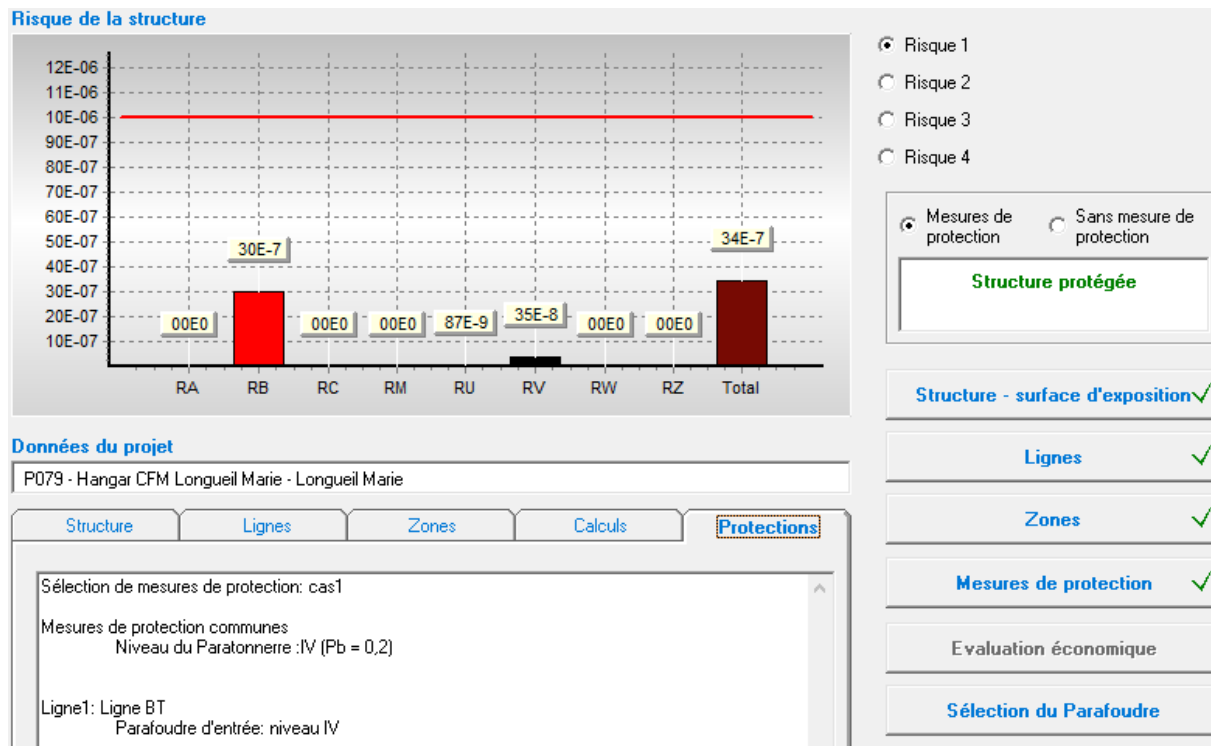 Risque de la structure
12E-06
11E-06
10E-06
90E-07
80E-07
70E-07
60E-07
50E-07
40E-07
30E-07
20E-07
10E-07
00E0
30E-7
00E0
00E0
87E-9
35E-8
00E0
00E0
34E-7
RA RB RC RM RU RV RW RZ Total
Risque 1
Risque 2
Risque 3
Risque 4
Mesures de protection
Sans mesure de protection
Structure protégée
Structure - surface d'exposition
Lignes
Zones
Mesures de protection
Evaluation économique
Sélection du Parafoudre
Données du projet
P079 - Hangar CFM Longueil Marie - Longueil Marie
Structure Lignes Zones Calculs Protections
Sélection de mesures de protection: cas1
Mesures de protection communes
Niveau du Paratonnerre :IV (Pb = 0,2)
Ligne1: Ligne BT
Parafoudre d'entrée: niveau IV